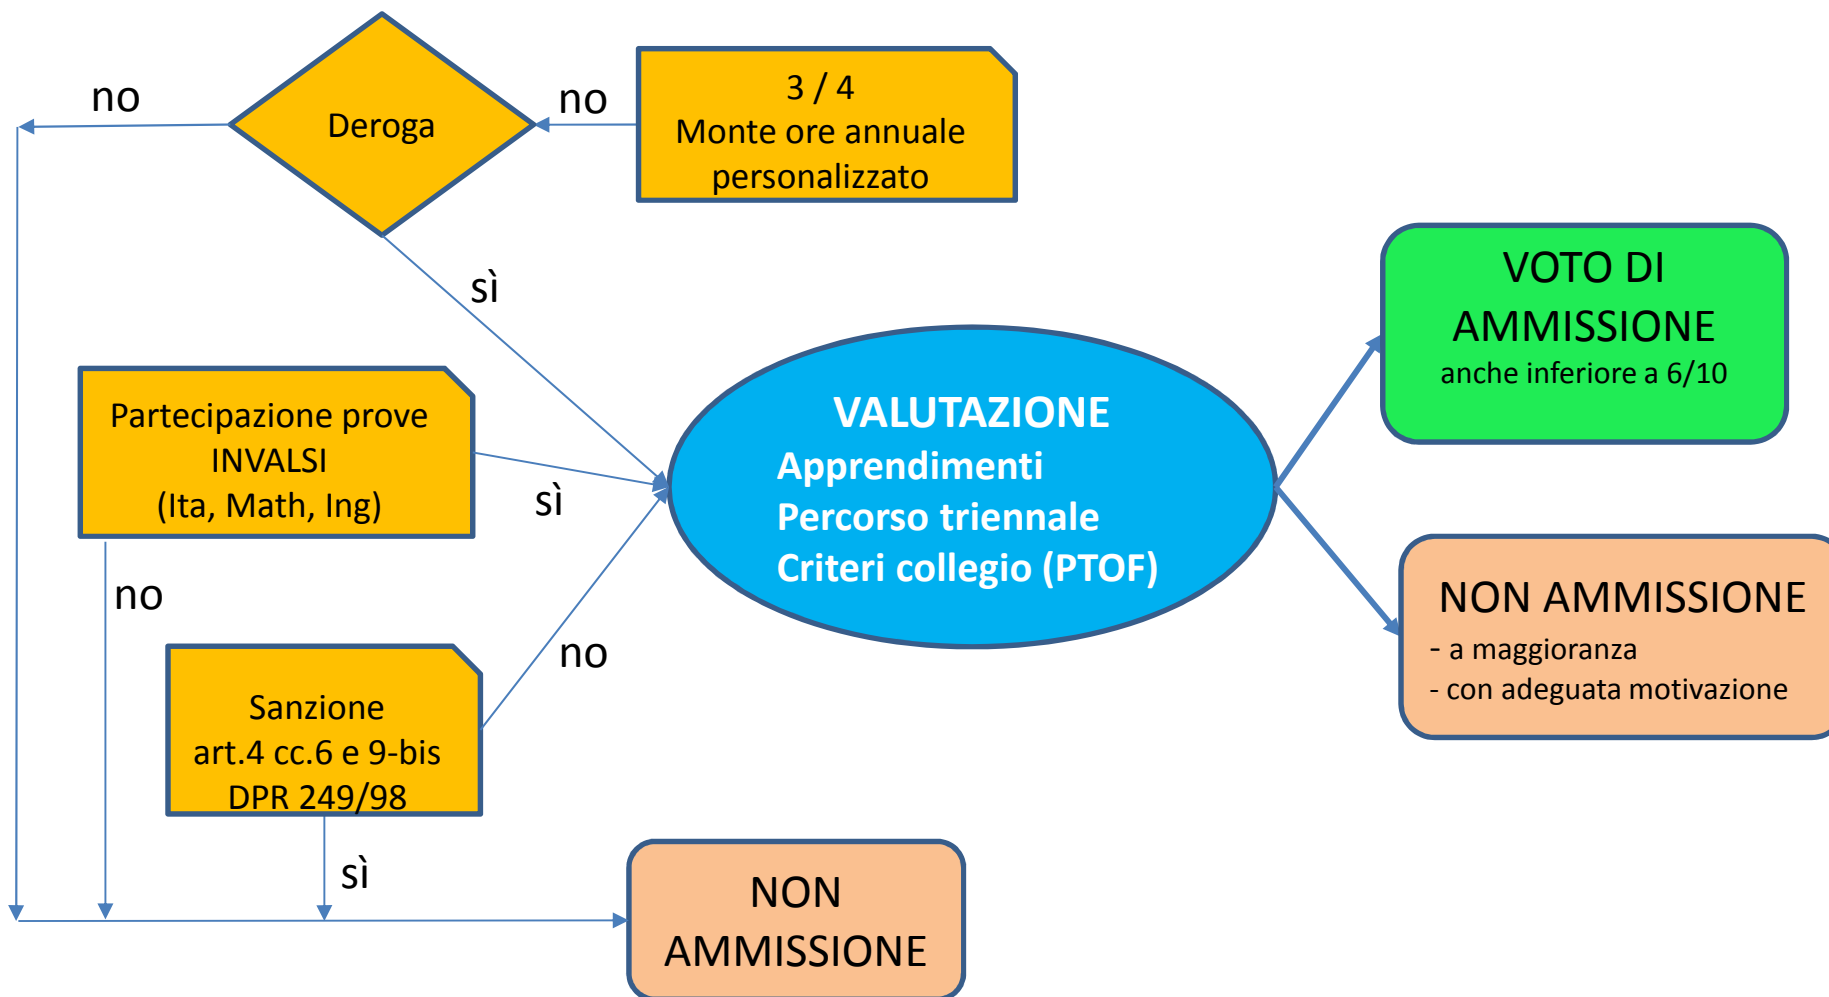 no
Deroga
no
3 / 4
Monte ore annuale
personalizzato
sì
VOTO DI
AMMISSIONE
anche inferiore a 6/10
Partecipazione prove
INVALSI
(Ita, Math, Ing)
sì
no
VALUTAZIONE
Apprendimenti
Percorso triennale
Criteri collegio (PTOF)
NON AMMISSIONE
- a maggioranza
- con adeguata motivazione
no
Sanzione
art.4 cc.6 e 9-bis
DPR 249/98
sì
NON
AMMISSIONE